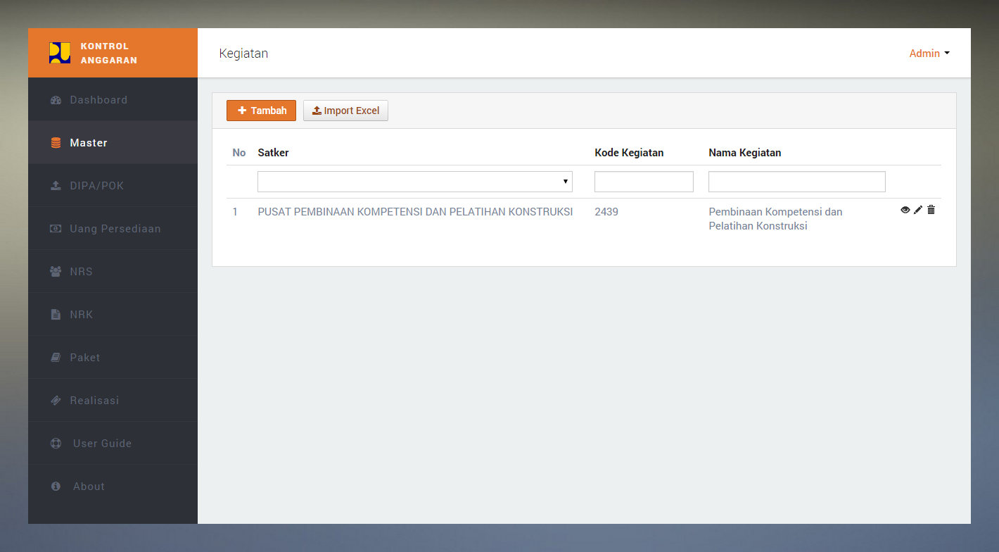 KONTROL
ANGGARAN
Kegiatan
Admin
Dashboard
Master
DIPA/POK
Uang Persediaan
NRS
NRK
Paket
Realisasi
User Guide
About
Tambah Import Excel
No Satker Kode Kegiatan Nama Kegiatan
1 PUSAT PEMBINAAN KOMPETENSI DAN PELATIHAN KONSTRUKSI 2439 Pembinaan Kompetensi dan
Pelatihan Konstruksi